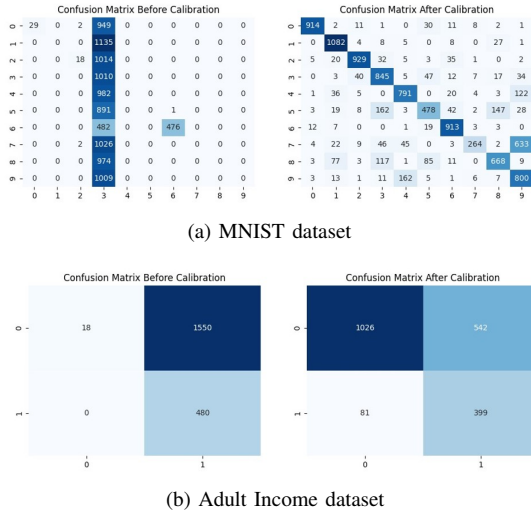 Confusion Matrix Before Calibration
0 29 0 2 949 0 0 0 0 0 0
1 0 0 0 1135 0 0 0 0 0 0
2 0 0 18 1014 0 0 0 0 0 0
3 0 0 0 1010 0 0 0 0 0 0
4 0 0 0 982 0 0 0 0 0 0
5 0 0 0 891 0 0 1 0 0 0
6 0 0 0 482 0 0 476 0 0 0
7 0 0 2 1026 0 0 0 0 0 0
8 0 0 0 974 0 0 0 0 0 0
9 0 0 0 1009 0 0 0 0 0 0
0 1 2 3 4 5 6 7 8 9
Confusion Matrix After Calibration
0 914 2 11 1 0 30 11 8 2 1
1 0 1082 4 8 5 0 8 0 27 1
2 5 20 929 32 5 3 35 1 0 2
3 0 3 40 845 5 47 12 7 17 34
4 1 36 5 0 791 0 20 4 3 122
5 3 19 8 162 3 478 42 2 147 28
6 12 7 0 0 1 19 913 3 3 0
7 4 22 9 46 45 0 3 264 2 633
8 3 77 3 117 1 85 11 0 668 9
9 3 13 1 11 162 5 1 6 7 800
0 1 2 3 4 5 6 7 8 9
(a) MNIST dataset
Confusion Matrix Before Calibration
0 18 1550
1 0 480
0 1
Confusion Matrix After Calibration
0 1026 542
1 81 399
0 1
(b) Adult Income dataset